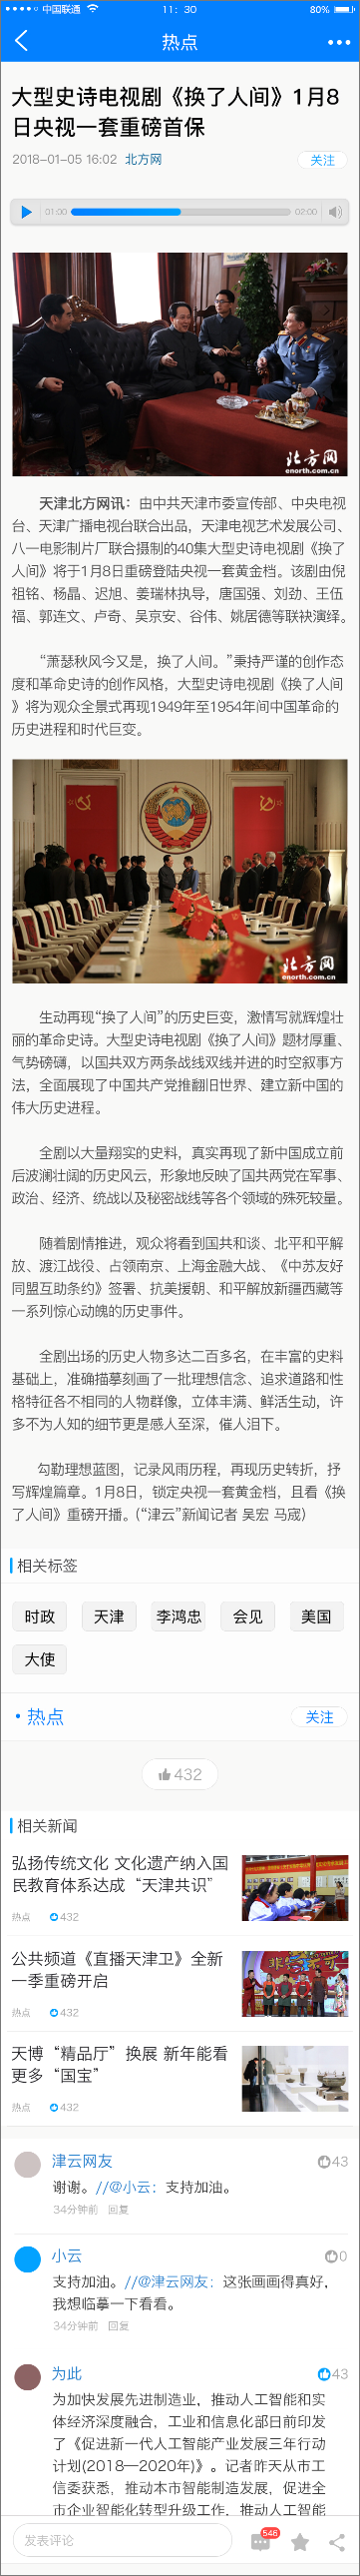 中国联通
11：30
80%
热点
大型史诗电视剧《换了人间》1月8
日央视一套重磅首保
2018-01-05 16:02 北方网
关注
01:00
02:00
北方网
enorth.com.cn
天津北方网讯：由中共天津市委宣传部、中央电视
台、天津广播电视台联合出品，天津电视艺术发展公司、
八一电影制片厂联合摄制的40集大型史诗电视剧《换了
人间》将于1月8日重磅登陆央视一套黄金档。该剧由倪
祖铭、杨晶、迟旭、姜瑞林执导，唐国强、刘劲、王伍
福、郭连文、卢奇、吴京安、谷伟、姚居德等联袂演绎。
“萧瑟秋风今又是，换了人间。”秉持严谨的创作态
度和革命史诗的创作风格，大型史诗电视剧《换了人间
》将为观众全景式再现1949年至1954年间中国革命的
历史进程和时代巨变。
北方网
enorth.com.cn
生动再现“换了人间”的历史巨变，激情写就辉煌壮
丽的革命史诗。大型史诗电视剧《换了人间》题材厚重、
气势磅礴，以国共双方两条战线双线并进的时空叙事方
法，全面展现了中国共产党推翻旧世界、建立新中国的
伟大历史进程。
全剧以大量翔实的史料，真实再现了新中国成立前
后波澜壮阔的历史风云，形象地反映了国共两党在军事、
政治、经济、统战以及秘密战线等各个领域的殊死较量。
随着剧情推进，观众将看到国共和谈、北平和平解
放、渡江战役、占领南京、上海金融大战、《中苏友好
同盟互助条约》签署、抗美援朝、和平解放新疆西藏等
一系列惊心动魄的历史事件。
全剧出场的历史人物多达二百多名，在丰富的史料
基础上，准确描摹刻画了一批理想信念、追求道路和性
格特征各不相同的人物群像，立体丰满、鲜活生动，许
多不为人知的细节更是感人至深，催人泪下。
勾勒理想蓝图，记录风雨历程，再现历史转折，抒
写辉煌篇章。1月8日，锁定央视一套黄金档，且看《换
了人间》重磅开播。（“津云”新闻记者 吴宏 马宬）
相关标签
时政 天津 李鸿忠 会见 美国
大使
·热点
关注
432
相关新闻
弘扬传统文化 文化遗产纳入国
民教育体系达成“天津共识”
热点 432
公共频道《直播天津卫》全新
一季重磅开启
热点 432
天博“精品厅”换展 新年能看
更多“国宝”
热点 432
津云网友
43
谢谢。//@小云：支持加油。
34分钟前 回复
小云
0
支持加油。//@津云网友：这张画画得真好，
我想临摹一下看看。
34分钟前 回复
为此
43
为加快发展先进制造业，推动人工智能和实
体经济深度融合，工业和信息化部日前印发
了《促进新一代人工智能产业发展三年行动
计划(2018—2020年)》。记者昨天从市工
信委获悉，推动本市智能制造发展，促进全
市企业智能化转型升级工作，推动人工智能
发表评论
546